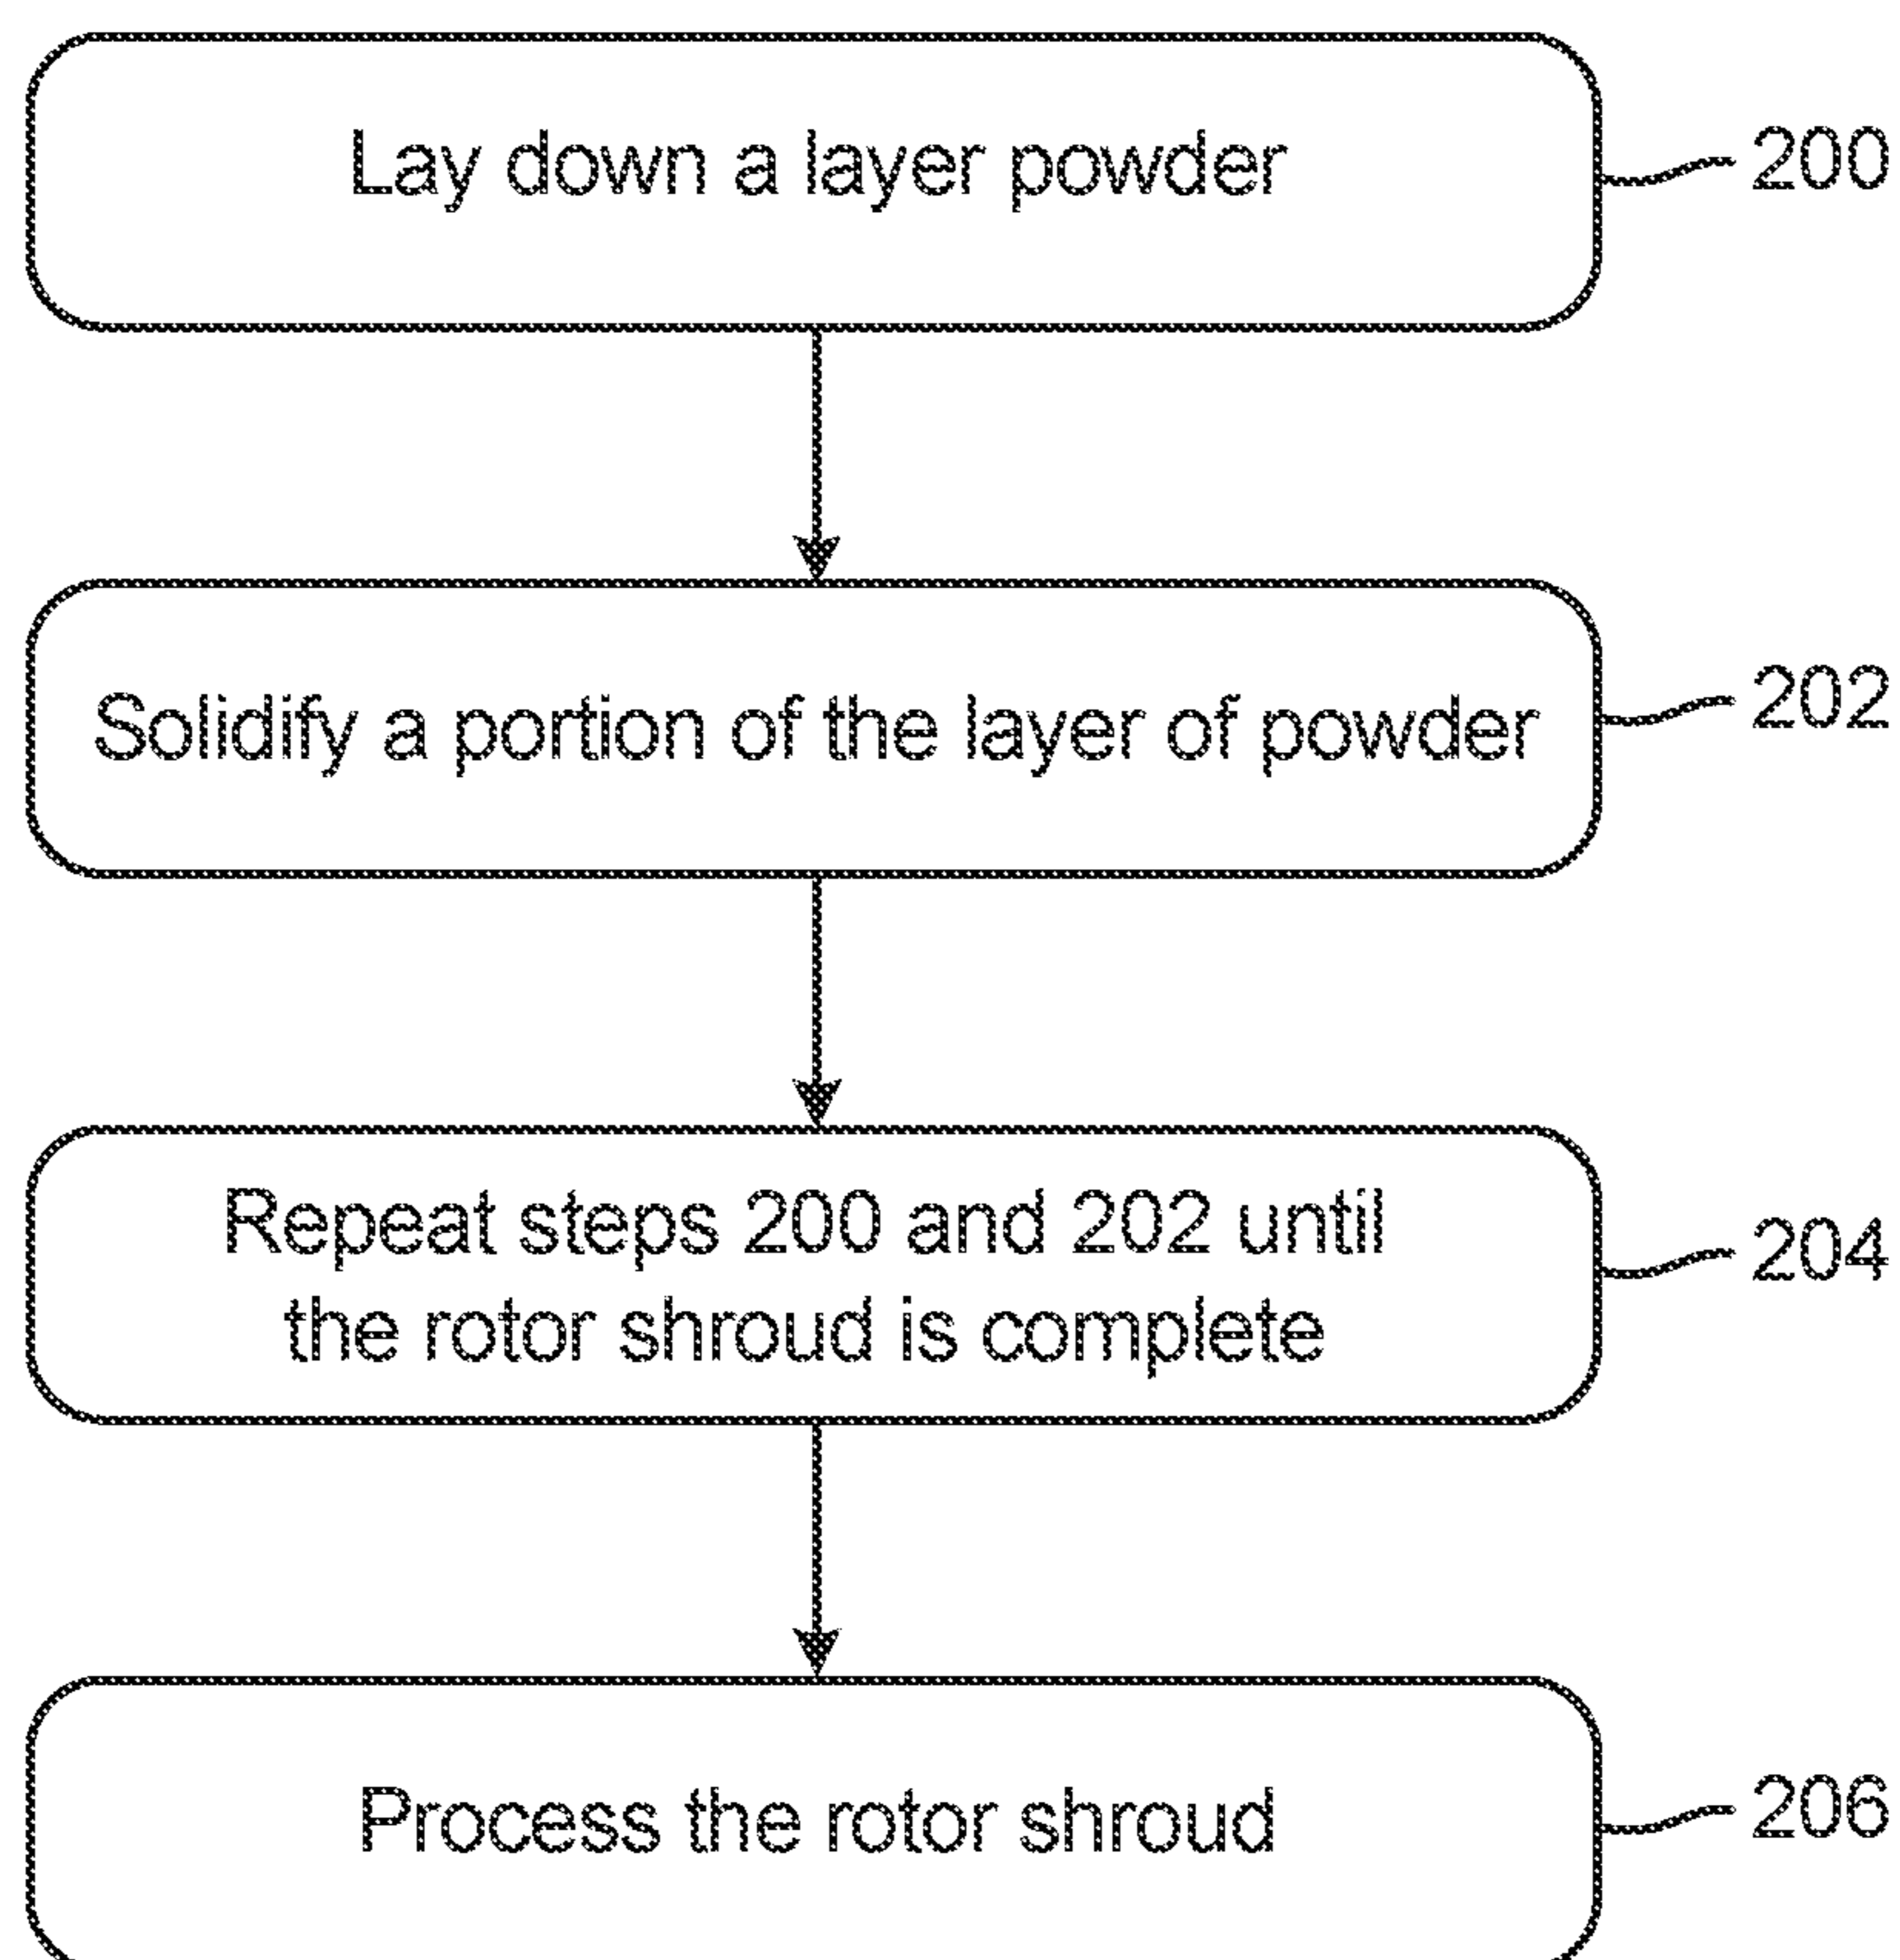 Lay down a layer powder
200
Solidify a portion of the layer of powder
202
Repeat steps 200 and 202 until
the rotor shroud is complete
204
Process the rotor shroud
206